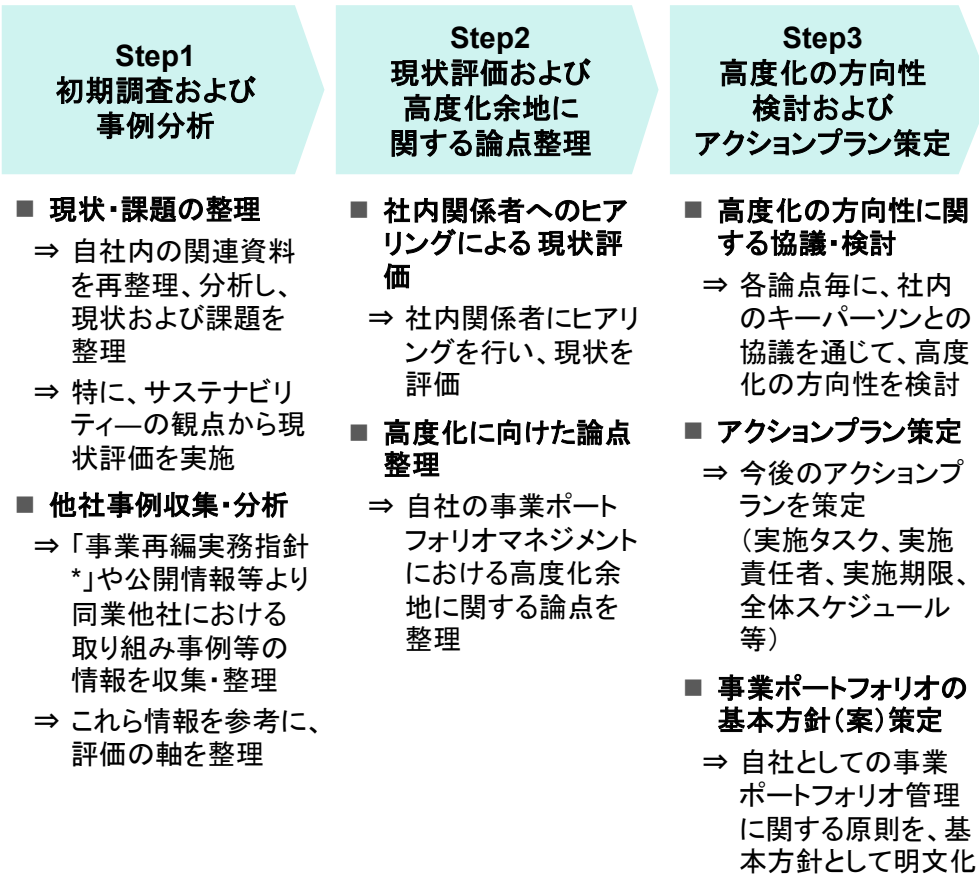 Step1
初期調査および
事例分析
■ 現状・課題の整理
⇒ 自社内の関連資料
を再整理、分析し、
現状および課題を
整理
⇒ 特に、サステナビリ
ティ―の観点から現
状評価を実施
■ 他社事例収集・分析
⇒ 「事業再編実務指針
*」や公開情報等より
同業他社における
取り組み事例等の
情報を収集・整理
⇒ これら情報を参考に、
評価の軸を整理
Step2
現状評価および
高度化余地に
関する論点整理
■ 社内関係者へのヒア
リングによる 現状評
価
⇒ 社内関係者にヒアリ
ングを行い、現状を
評価
■ 高度化に向けた論点
整理
⇒ 自社の事業ポート
フォリオマネジメント
における高度化余
地に関する論点を
整理
Step3
高度化の方向性
検討および
アクションプラン策定
■ 高度化の方向性に関
する協議・検討
⇒ 各論点毎に、社内
のキーパーソンとの
協議を通じて、高度
化の方向性を検討
■ アクションプラン策定
⇒ 今後のアクションプ
ランを策定
（実施タスク、実施
責任者、実施期限、
全体スケジュール
等）
■ 事業ポートフォリオの
基本方針（案）策定
⇒ 自社としての事業
ポートフォリオ管理
に関する原則を、基
本方針として明文化